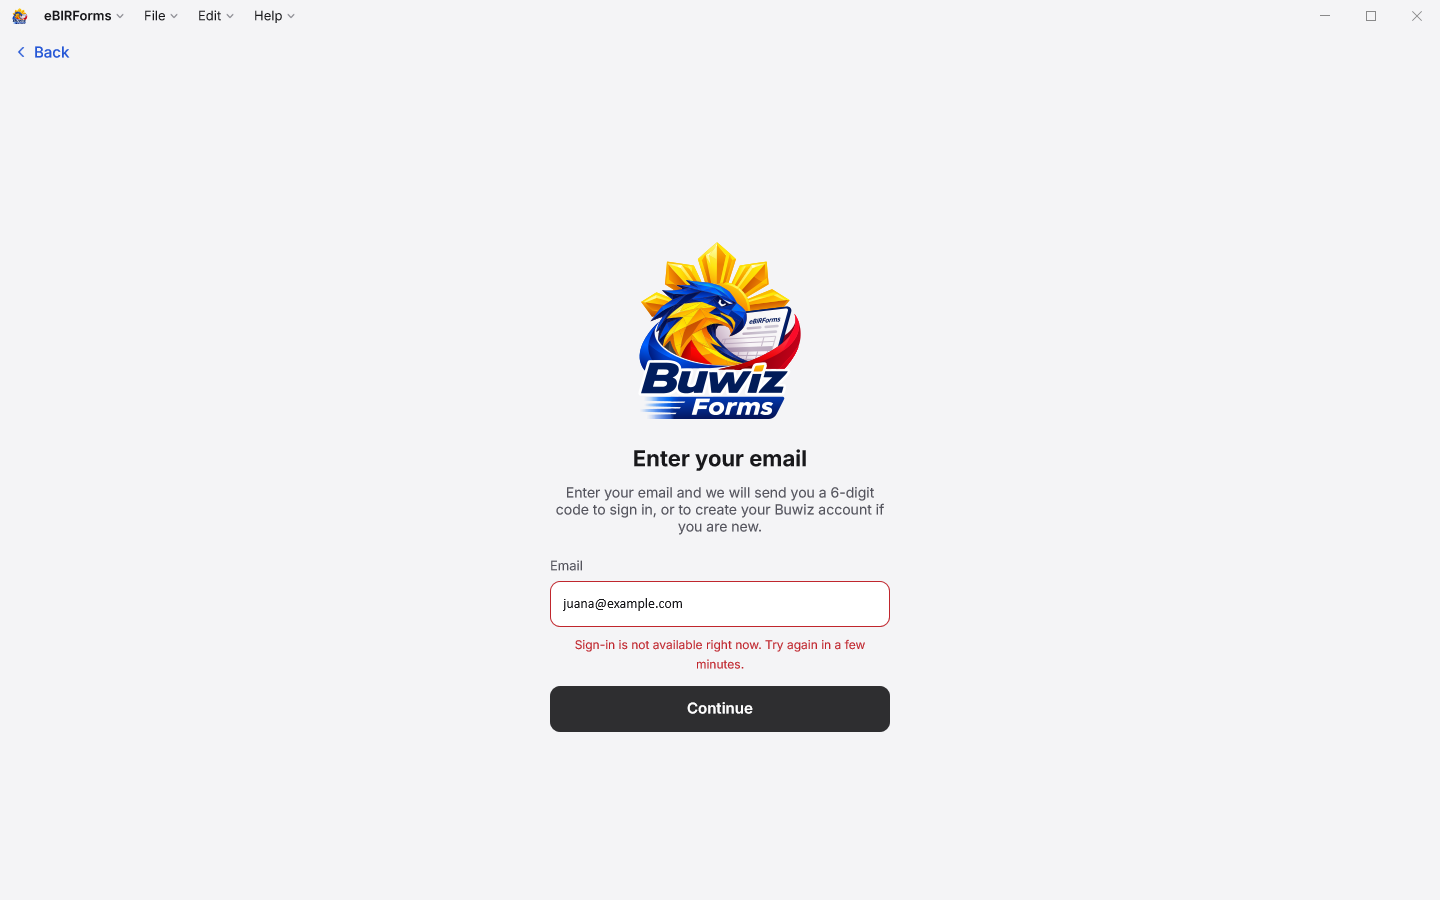 eBIRForms File Edit Help
Back
eBIRForms
Buwiz
Forms
Enter your email
Enter your email and we will send you a 6-digit
code to sign in, or to create your Buwiz account if
you are new.
Email
juana@example.com
Sign-in is not available right now. Try again in a few
minutes.
Continue